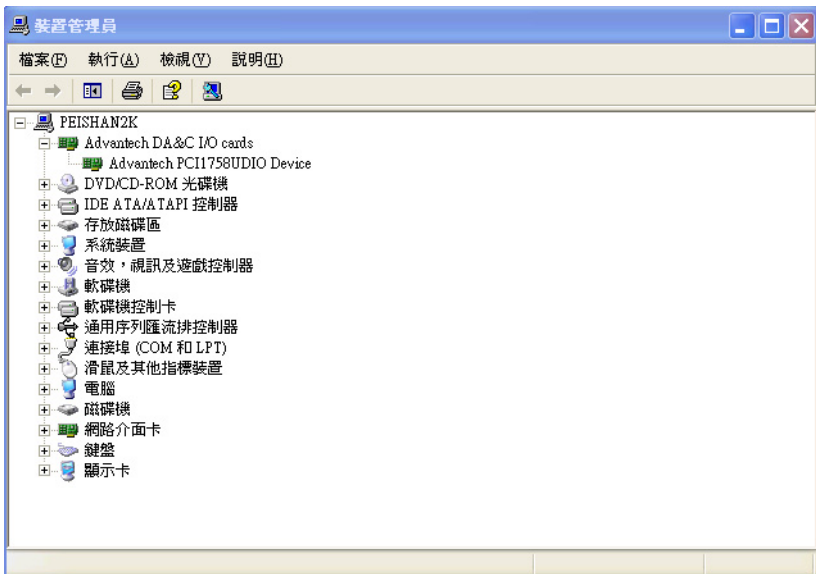 裝置管理員
檔案(F) 執行(A) 檢視(V) 說明(H)
PEISHAN2K
Advantech DA&C I/O cards
Advantech PCI1758UDIO Device
DVD/CD-ROM 光碟機
IDE ATA/ATAPI 控制器
存放磁碟區
系統裝置
音效，視訊及遊戲控制器
軟碟機
軟碟機控制卡
通用序列匯流排控制器
連接埠 (COM 和 LPT)
滑鼠及其他指標裝置
電腦
磁碟機
網路介面卡
鍵盤
顯示卡